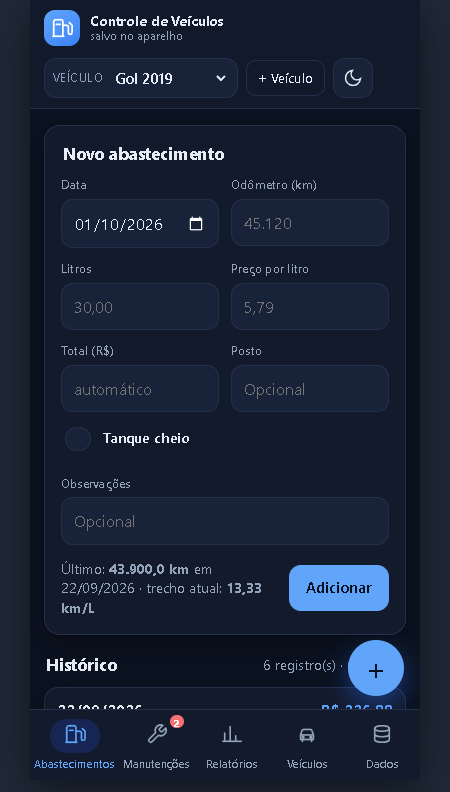 Controle de Veículos
salvo no aparelho
VEÍCULO Gol 2019
+ Veículo
Novo abastecimento
Data
Odômetro (km)
01/10/2026
45.120
Litros
Preço por litro
30,00
5,79
Total (R$)
Posto
automático
Opcional
Tanque cheio
Observações
Opcional
Último: 43.900,0 km em
22/09/2026 · trecho atual: 13,33
km/L
Adicionar
Histórico
6 registro(s) ·
+
22/09/2026
2
Abastecimentos
Manutenções
Relatórios
Veículos
Dados